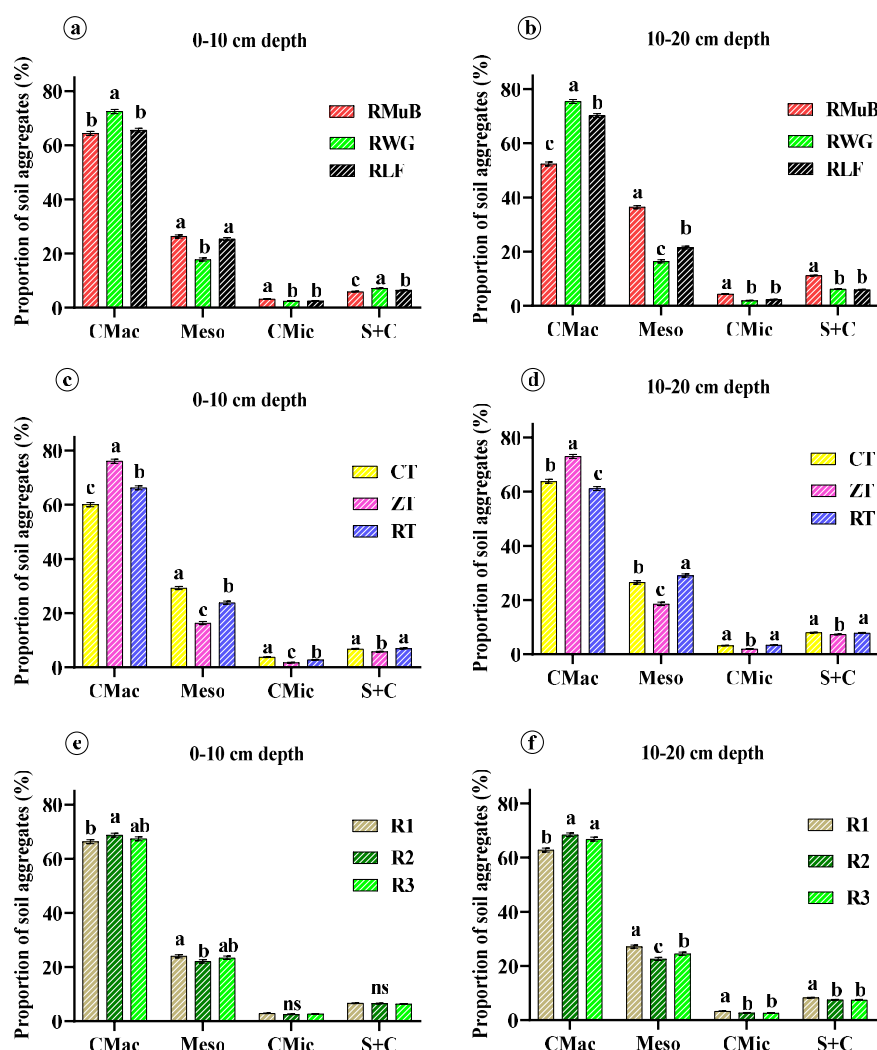 a
0-10 cm depth
Proportion of soil aggregates (%)
80
60
40
20
0
b a b
a b a
a b b
c a b
RMuB
RWG
RLF
CMac Meso CMic S+C
b
10-20 cm depth
Proportion of soil aggregates (%)
80
60
40
20
0
c a b
a c b
a b b
a b b
RMuB
RWG
RLF
CMac Meso CMic S+C
c
0-10 cm depth
Proportion of soil aggregates (%)
80
60
40
20
0
c a b
a c b
a c b
a b a
CT
ZT
RT
CMac Meso CMic S+C
d
10-20 cm depth
Proportion of soil aggregates (%)
80
60
40
20
0
b a c
b c a
a b a
a b a
CT
ZT
RT
CMac Meso CMic S+C
e
0-10 cm depth
Proportion of soil aggregates (%)
80
60
40
20
0
b a ab
a b ab
ns
ns
R1
R2
R3
CMac Meso CMic S+C
f
10-20 cm depth
Proportion of soil aggregates (%)
80
60
40
20
0
b a a
a c b
a b b
a b b
R1
R2
R3
CMac Meso CMic S+C